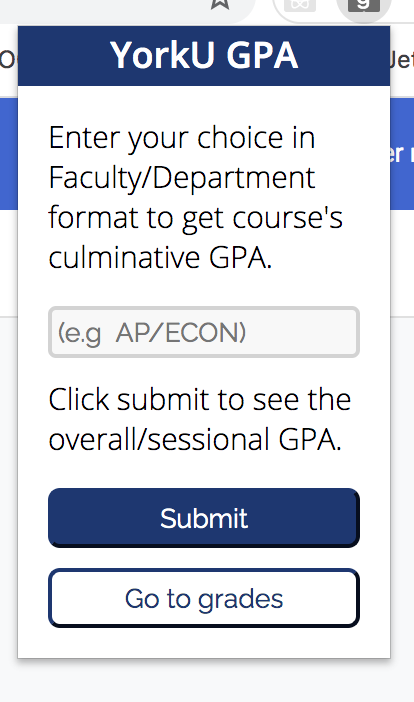 YorkU GPA
Enter your choice in
Faculty/Department
format to get course's
culminative GPA.
(e.g  AP/ECON)
Click submit to see the
overall/sessional GPA.
Submit
Go to grades